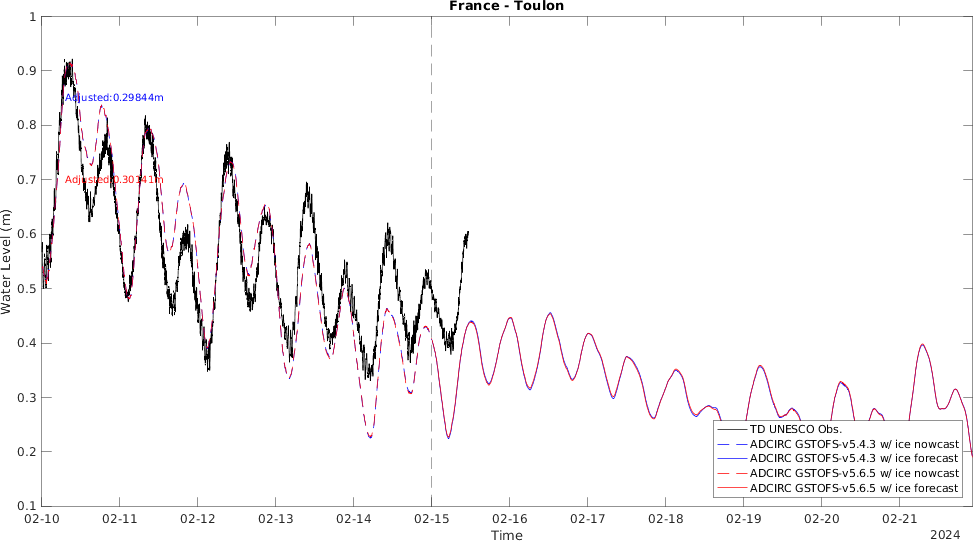 France - Toulon
1
0.9
0.8
0.7
0.6
0.5
0.4
0.3
0.2
0.1
Water Level (m)
Adjusted:0.29844m
Adjusted:0.30141m
TD UNESCO Obs.
ADCIRC GSTOFS-v5.4.3 w/ ice nowcast
ADCIRC GSTOFS-v5.4.3 w/ ice forecast
ADCIRC GSTOFS-v5.6.5 w/ ice nowcast
ADCIRC GSTOFS-v5.6.5 w/ ice forecast
02-10 02-11 02-12 02-13 02-14 02-15 02-16 02-17 02-18 02-19 02-20 02-21
Time
2024